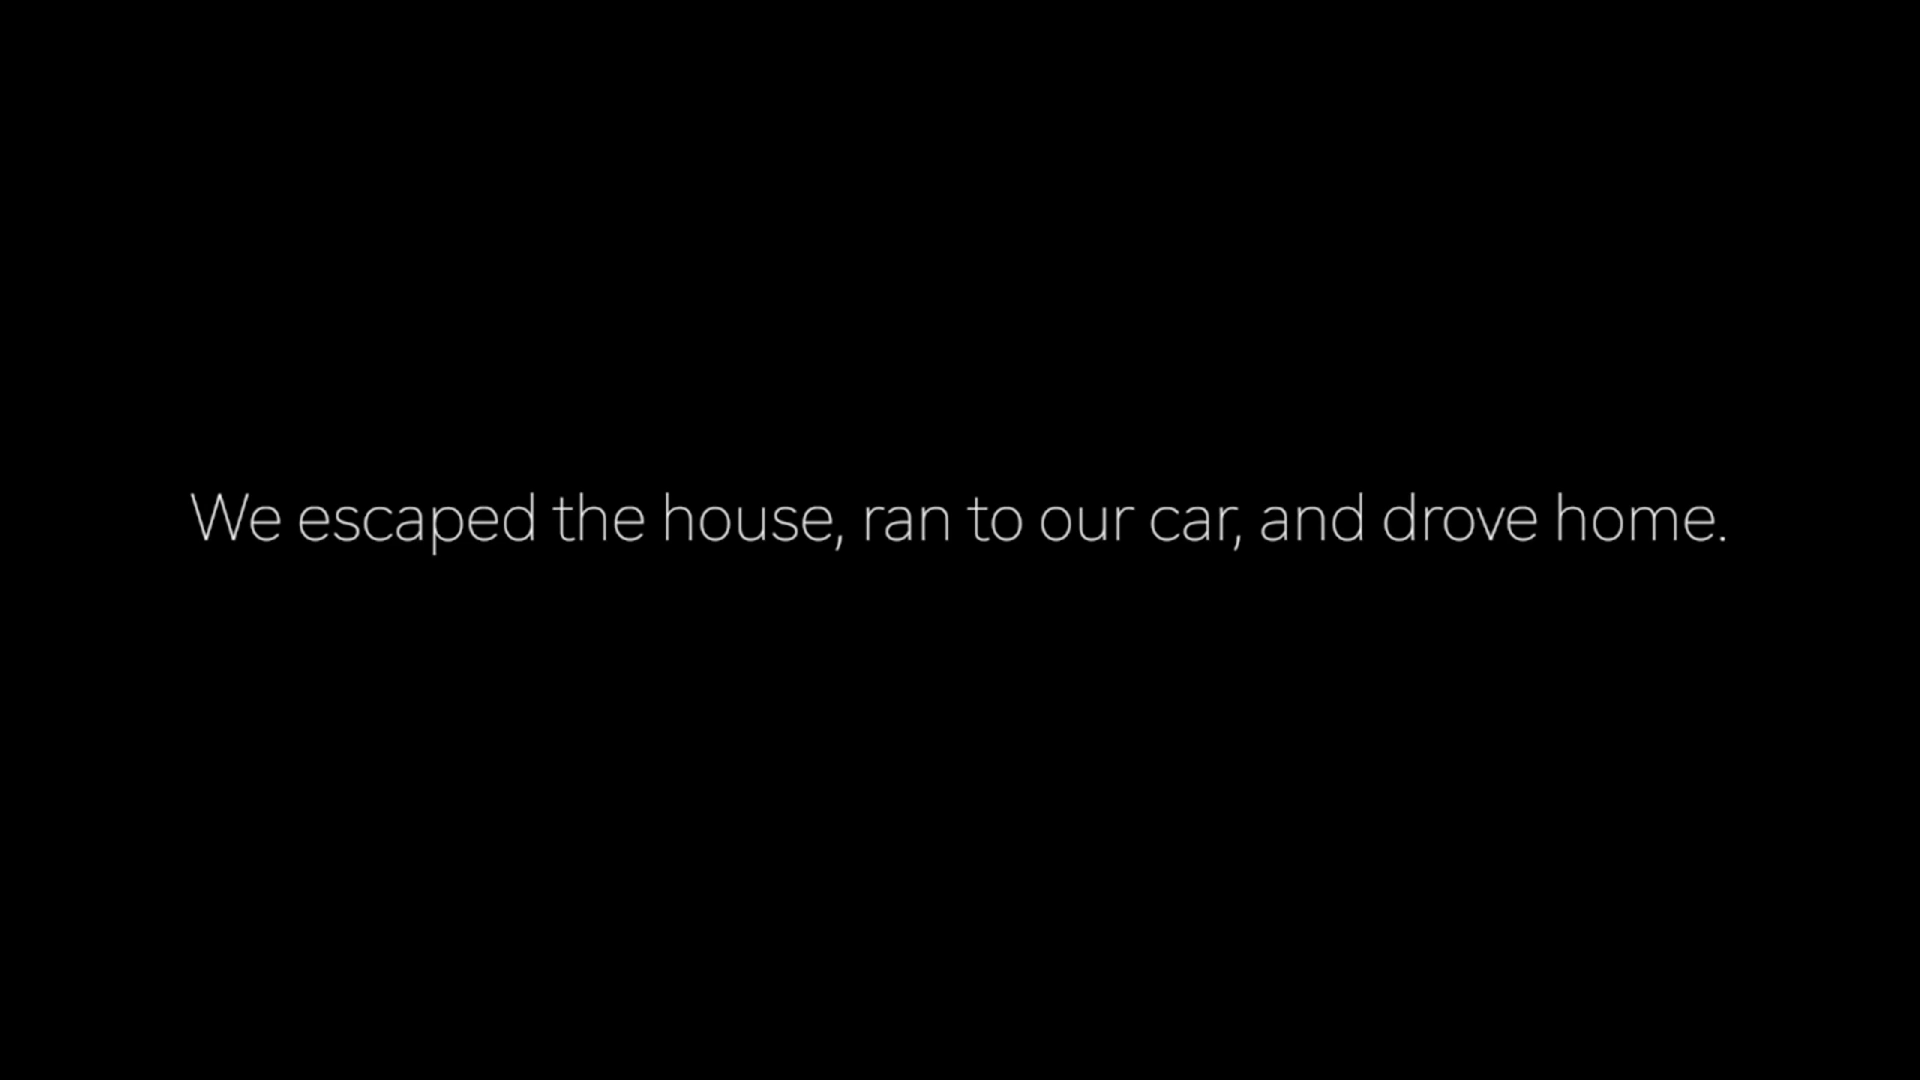 We escaped the house, ran to our car, and drove home.